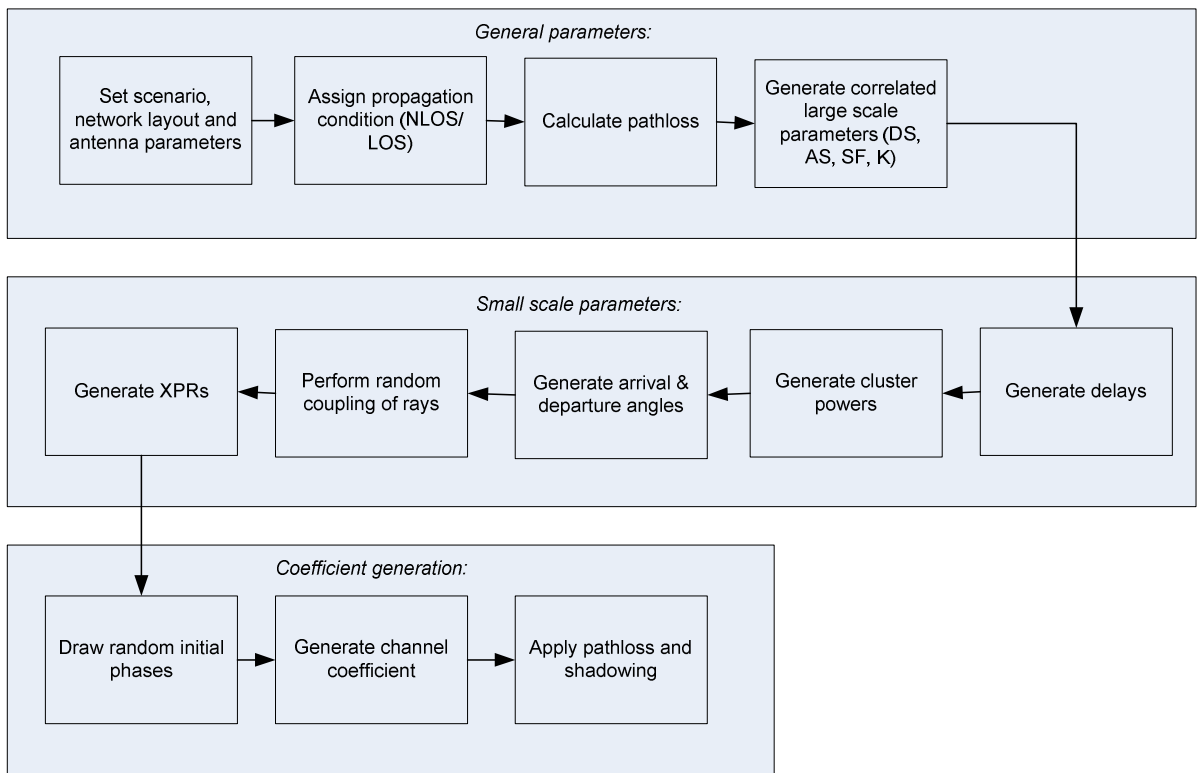 General parameters:
Set scenario,
network layout and
antenna parameters
Assign propagation
condition (NLOS/
LOS)
Calculate pathloss
Generate correlated
large scale
parameters (DS,
AS, SF, K)
Small scale parameters:
Generate XPRs
Perform random
coupling of rays
Generate arrival &
departure angles
Generate cluster
powers
Generate delays
Coefficient generation:
Draw random initial
phases
Generate channel
coefficient
Apply pathloss and
shadowing